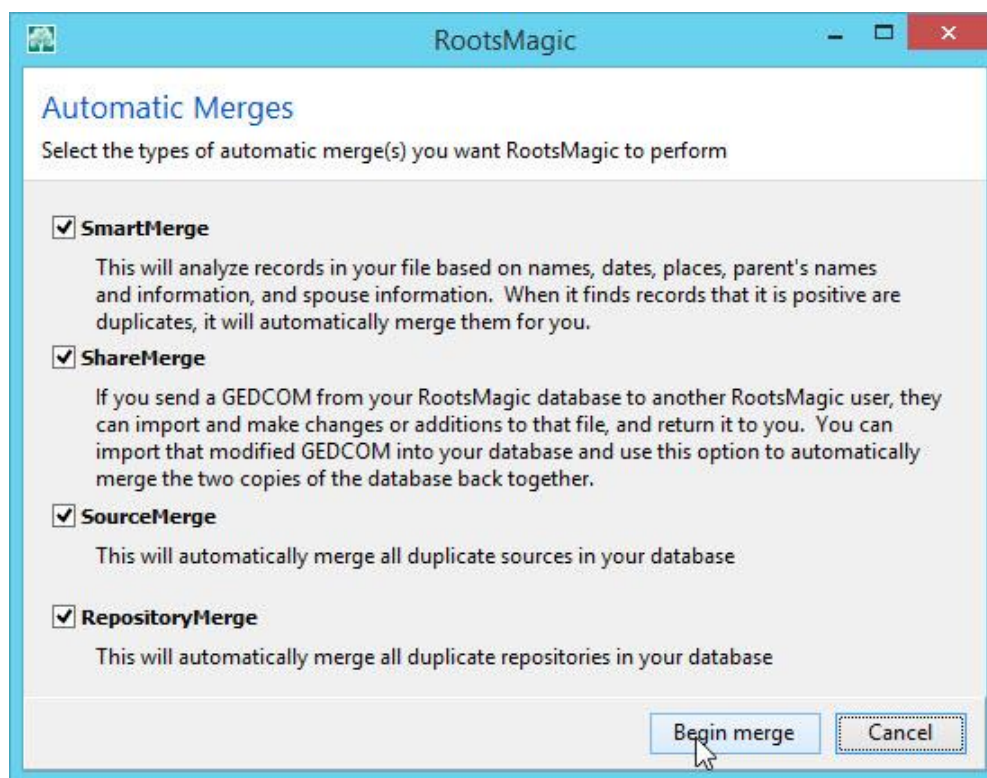 RootsMagic
Automatic Merges
Select the types of automatic merge(s) you want RootsMagic to perform
SmartMerge
This will analyze records in your file based on names, dates, places, parent's names
and information, and spouse information.  When it finds records that it is positive are
duplicates, it will automatically merge them for you.
ShareMerge
If you send a GEDCOM from your RootsMagic database to another RootsMagic user, they
can import and make changes or additions to that file, and return it to you.  You can
import that modified GEDCOM into your database and use this option to automatically
merge the two copies of the database back together.
SourceMerge
This will automatically merge all duplicate sources in your database
RepositoryMerge
This will automatically merge all duplicate repositories in your database
Begin merge Cancel